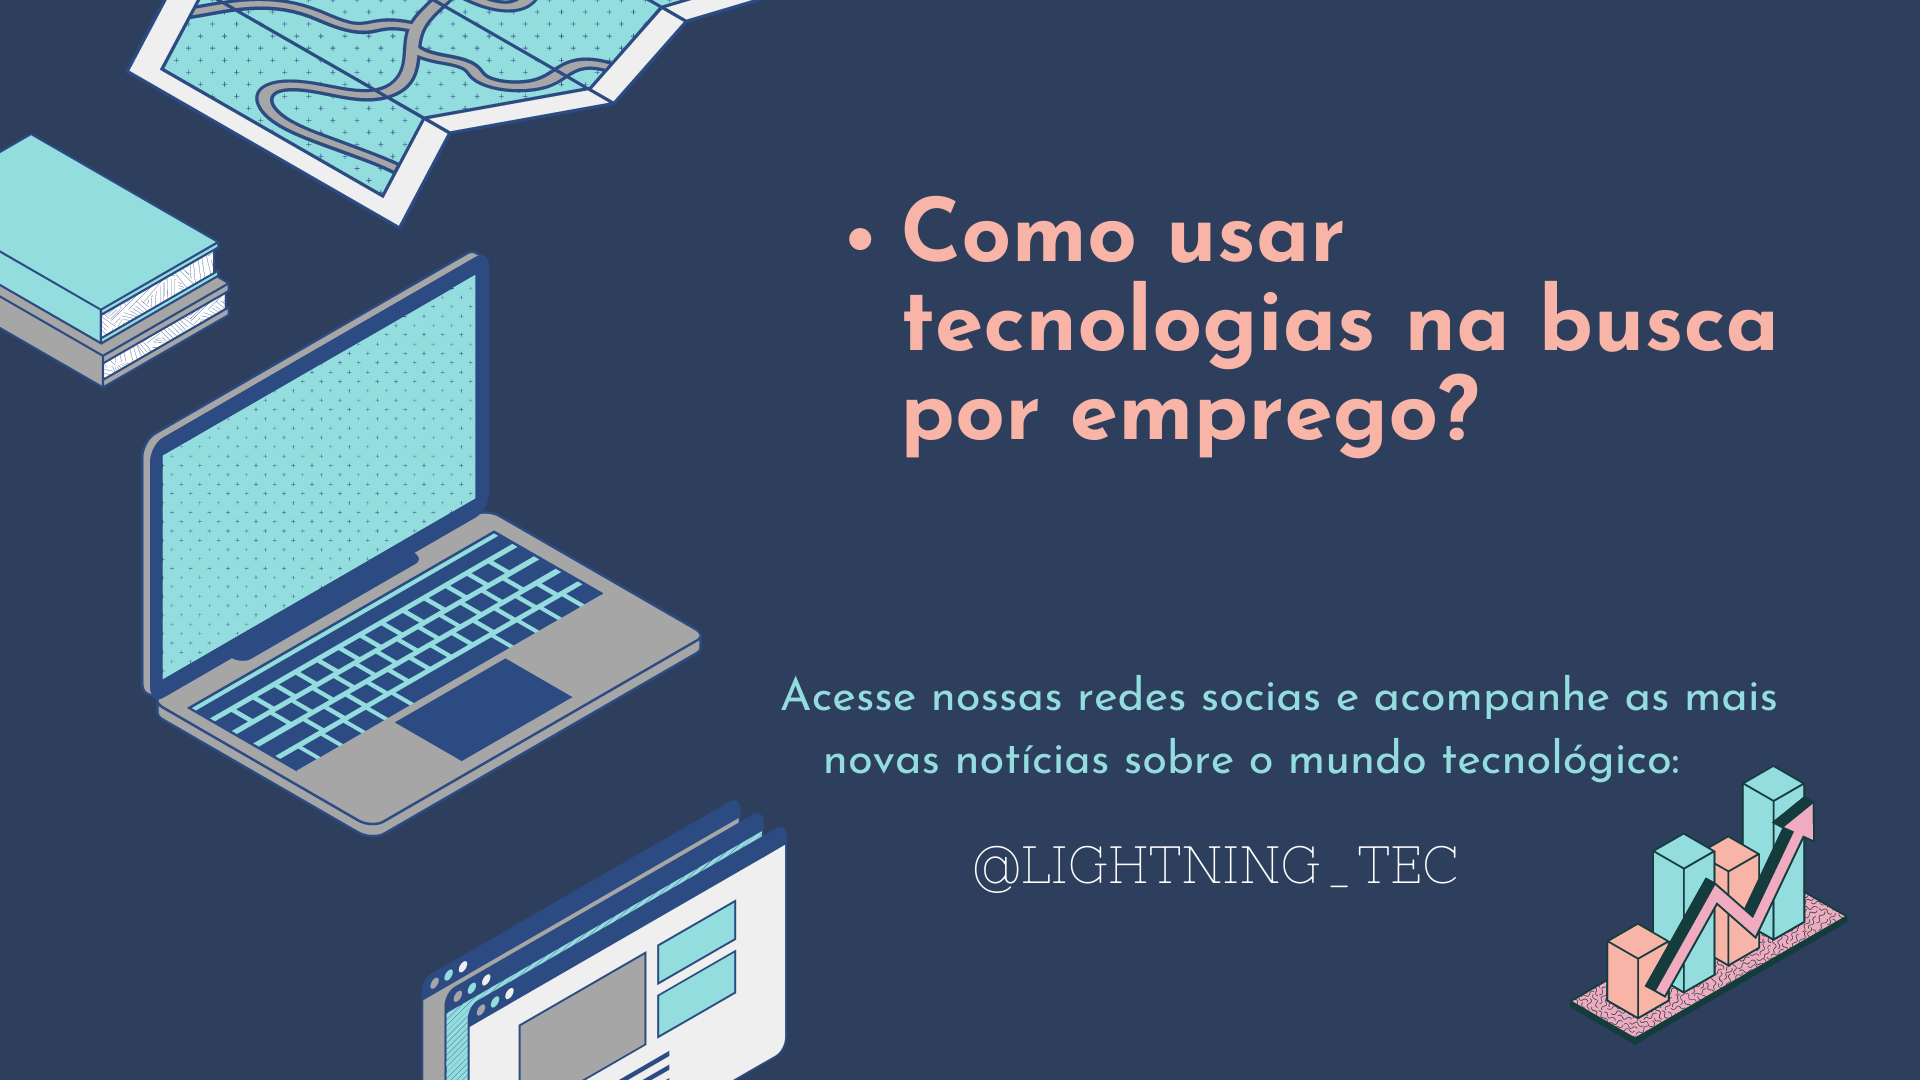 • Como usar
tecnologias na busca
por emprego?
Acesse nossas redes socias e acompanhe as mais
novas notícias sobre o mundo tecnológico:
@LIGHTNING_TEC